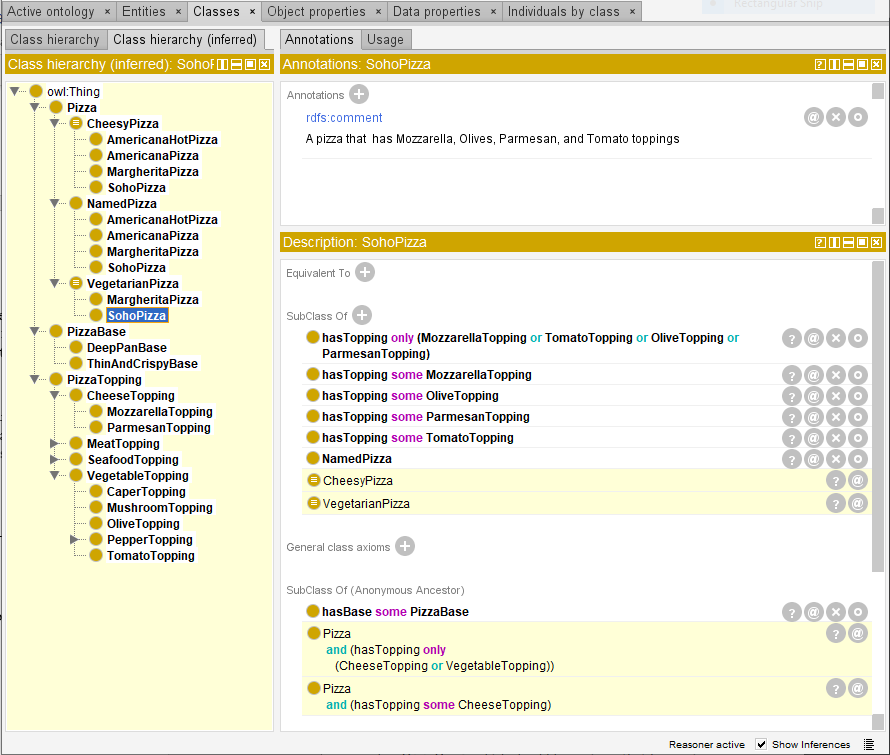 Rectangular Snip
Active ontology × Entities × Classes × Object properties × Data properties × Individuals by class ×
Class hierarchy Class hierarchy (inferred)
Class hierarchy (inferred): SohoP
owl:Thing
Pizza
CheesyPizza
AmericanaHotPizza
AmericanaPizza
MargheritaPizza
SohoPizza
NamedPizza
AmericanaHotPizza
AmericanaPizza
MargheritaPizza
SohoPizza
VegetarianPizza
MargheritaPizza
SohoPizza
PizzaBase
DeepPanBase
ThinAndCrispyBase
PizzaTopping
CheeseTopping
MozzarellaTopping
ParmesanTopping
MeatTopping
SeafoodTopping
VegetableTopping
CaperTopping
MushroomTopping
OliveTopping
PepperTopping
TomatoTopping
Annotations Usage
Annotations: SohoPizza
Annotations
rdfs:comment
A pizza that has Mozzarella, Olives, Parmesan, and Tomato toppings
Description: SohoPizza
Equivalent To
SubClass Of
hasTopping only (MozzarellaTopping or TomatoTopping or OliveTopping or
ParmesanTopping)
hasTopping some MozzarellaTopping
hasTopping some OliveTopping
hasTopping some ParmesanTopping
hasTopping some TomatoTopping
NamedPizza
CheesyPizza
VegetarianPizza
General class axioms
SubClass Of (Anonymous Ancestor)
hasBase some PizzaBase
Pizza
and (hasTopping only
(CheeseTopping or VegetableTopping))
Pizza
and (hasTopping some CheeseTopping)
Reasoner active Show Inferences